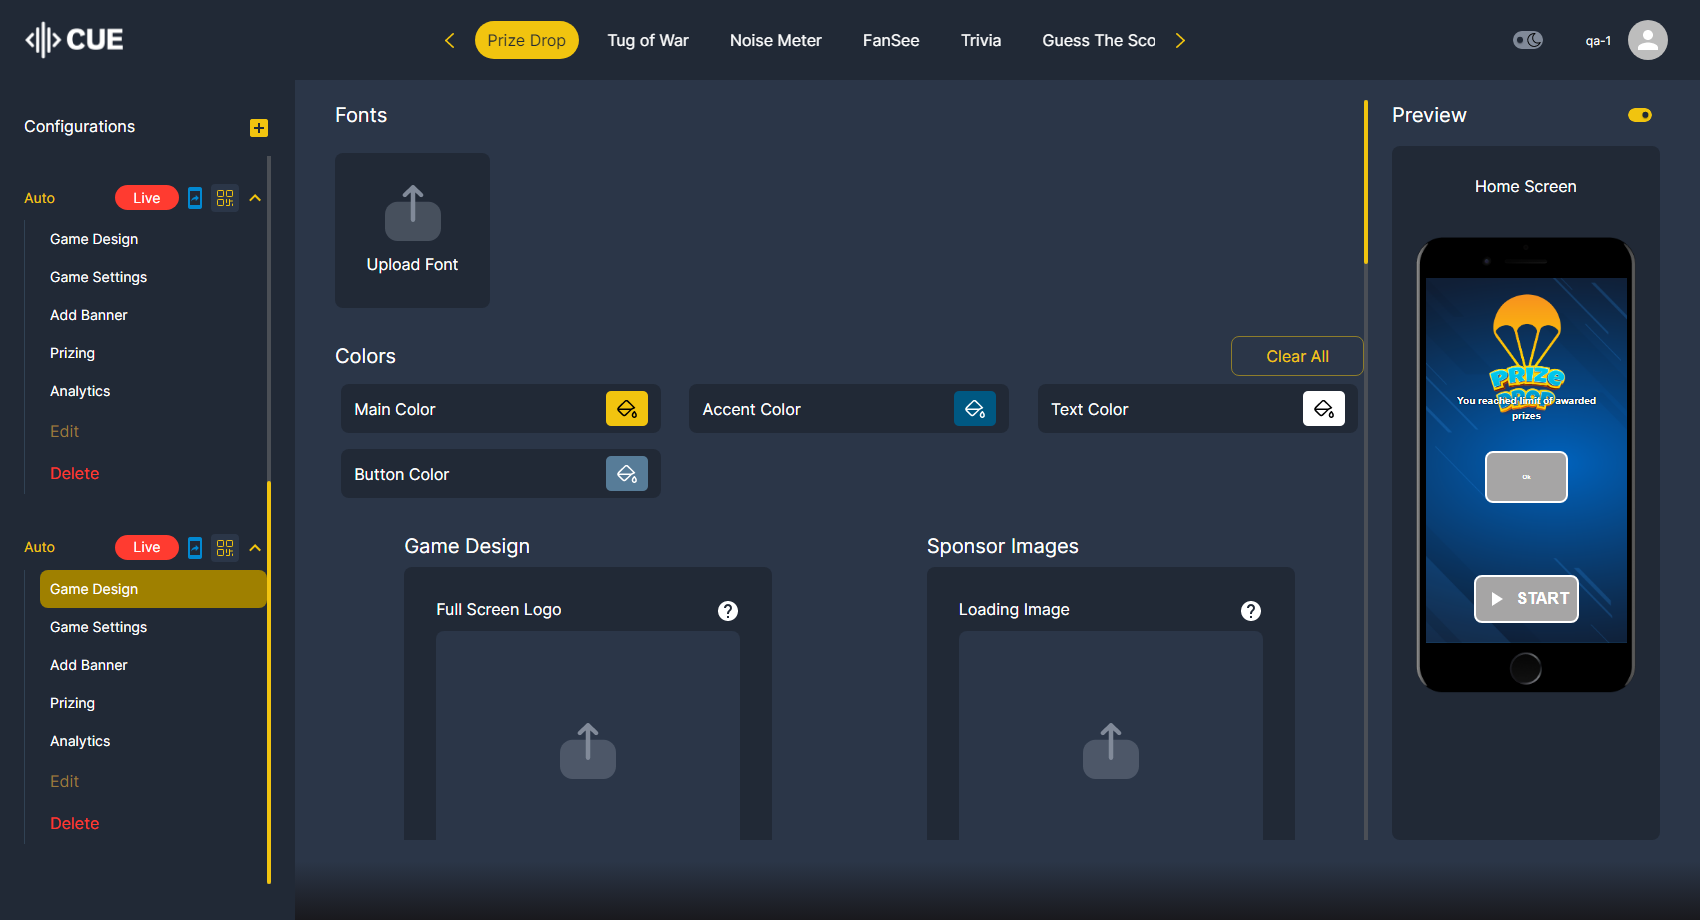 CUE
Prize Drop
Tug of War
Noise Meter
FanSee
Trivia
Guess The Sco
qa-1
Configurations
Auto
Live
Game Design
Game Settings
Add Banner
Prizing
Analytics
Edit
Delete
Auto
Live
Game Design
Game Settings
Add Banner
Prizing
Analytics
Edit
Delete
Fonts
Upload Font
Colors
Clear All
Main Color
Accent Color
Text Color
Button Color
Game Design
Full Screen Logo
?
Sponsor Images
Loading Image
?
Preview
Home Screen
PRIZE
DROP
You reached limit of awarded
prizes
Ok
START